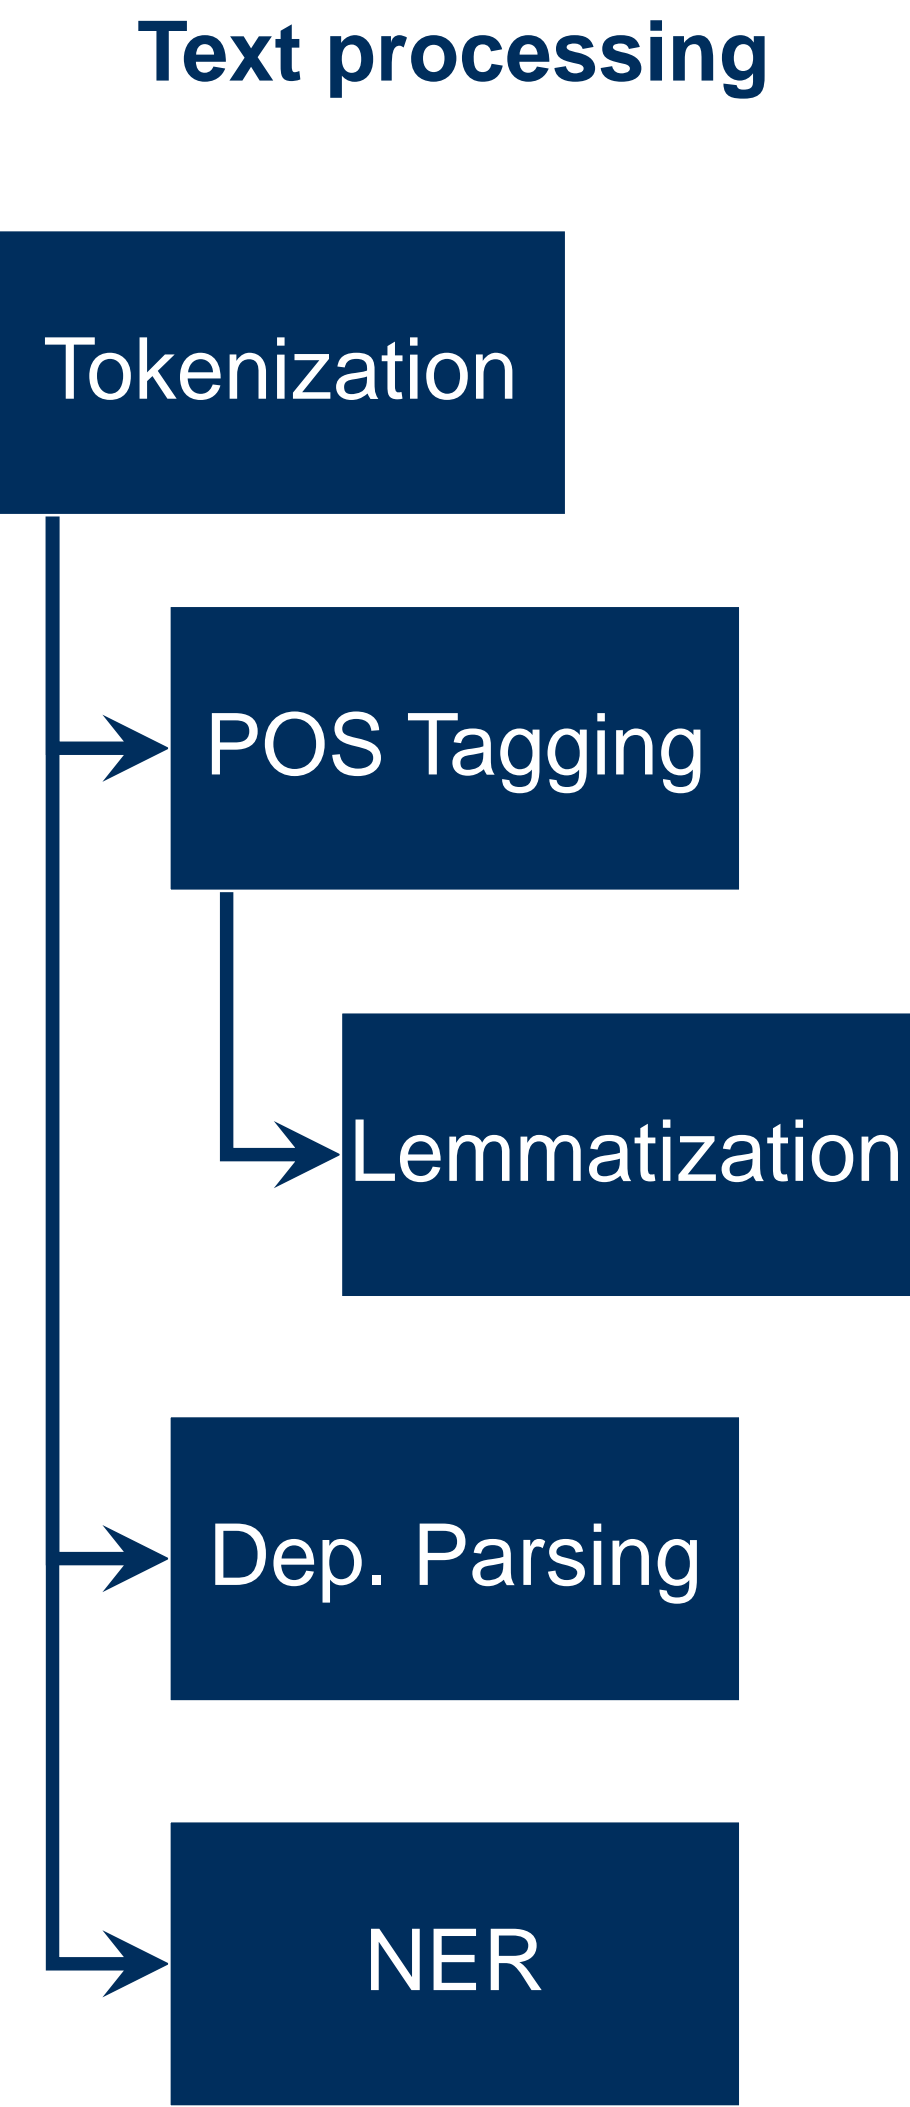 Text processing
Tokenization
POS Tagging
Lemmatization
Dep. Parsing
NER